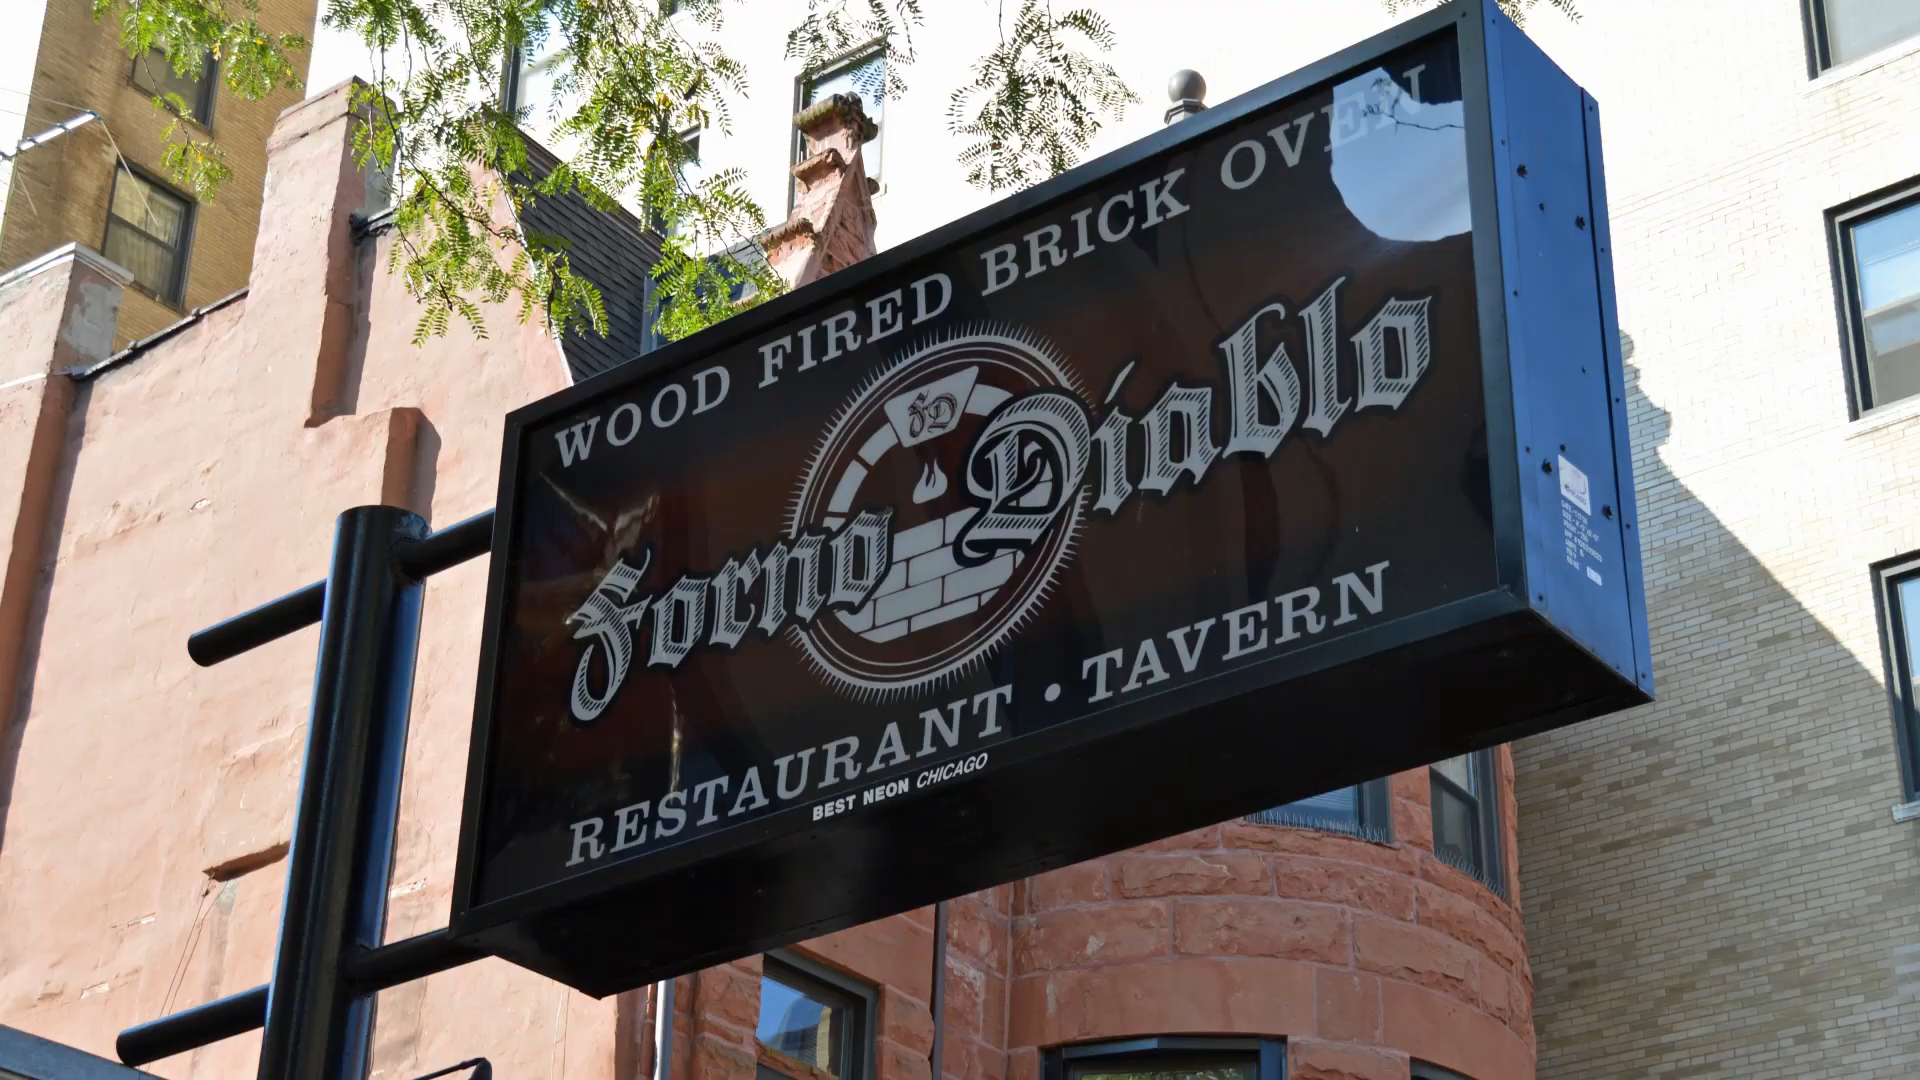 WOOD FIRED BRICK OVEN
FD
Forno Diablo
RESTAURANT • TAVERN
BEST NEON CHICAGO